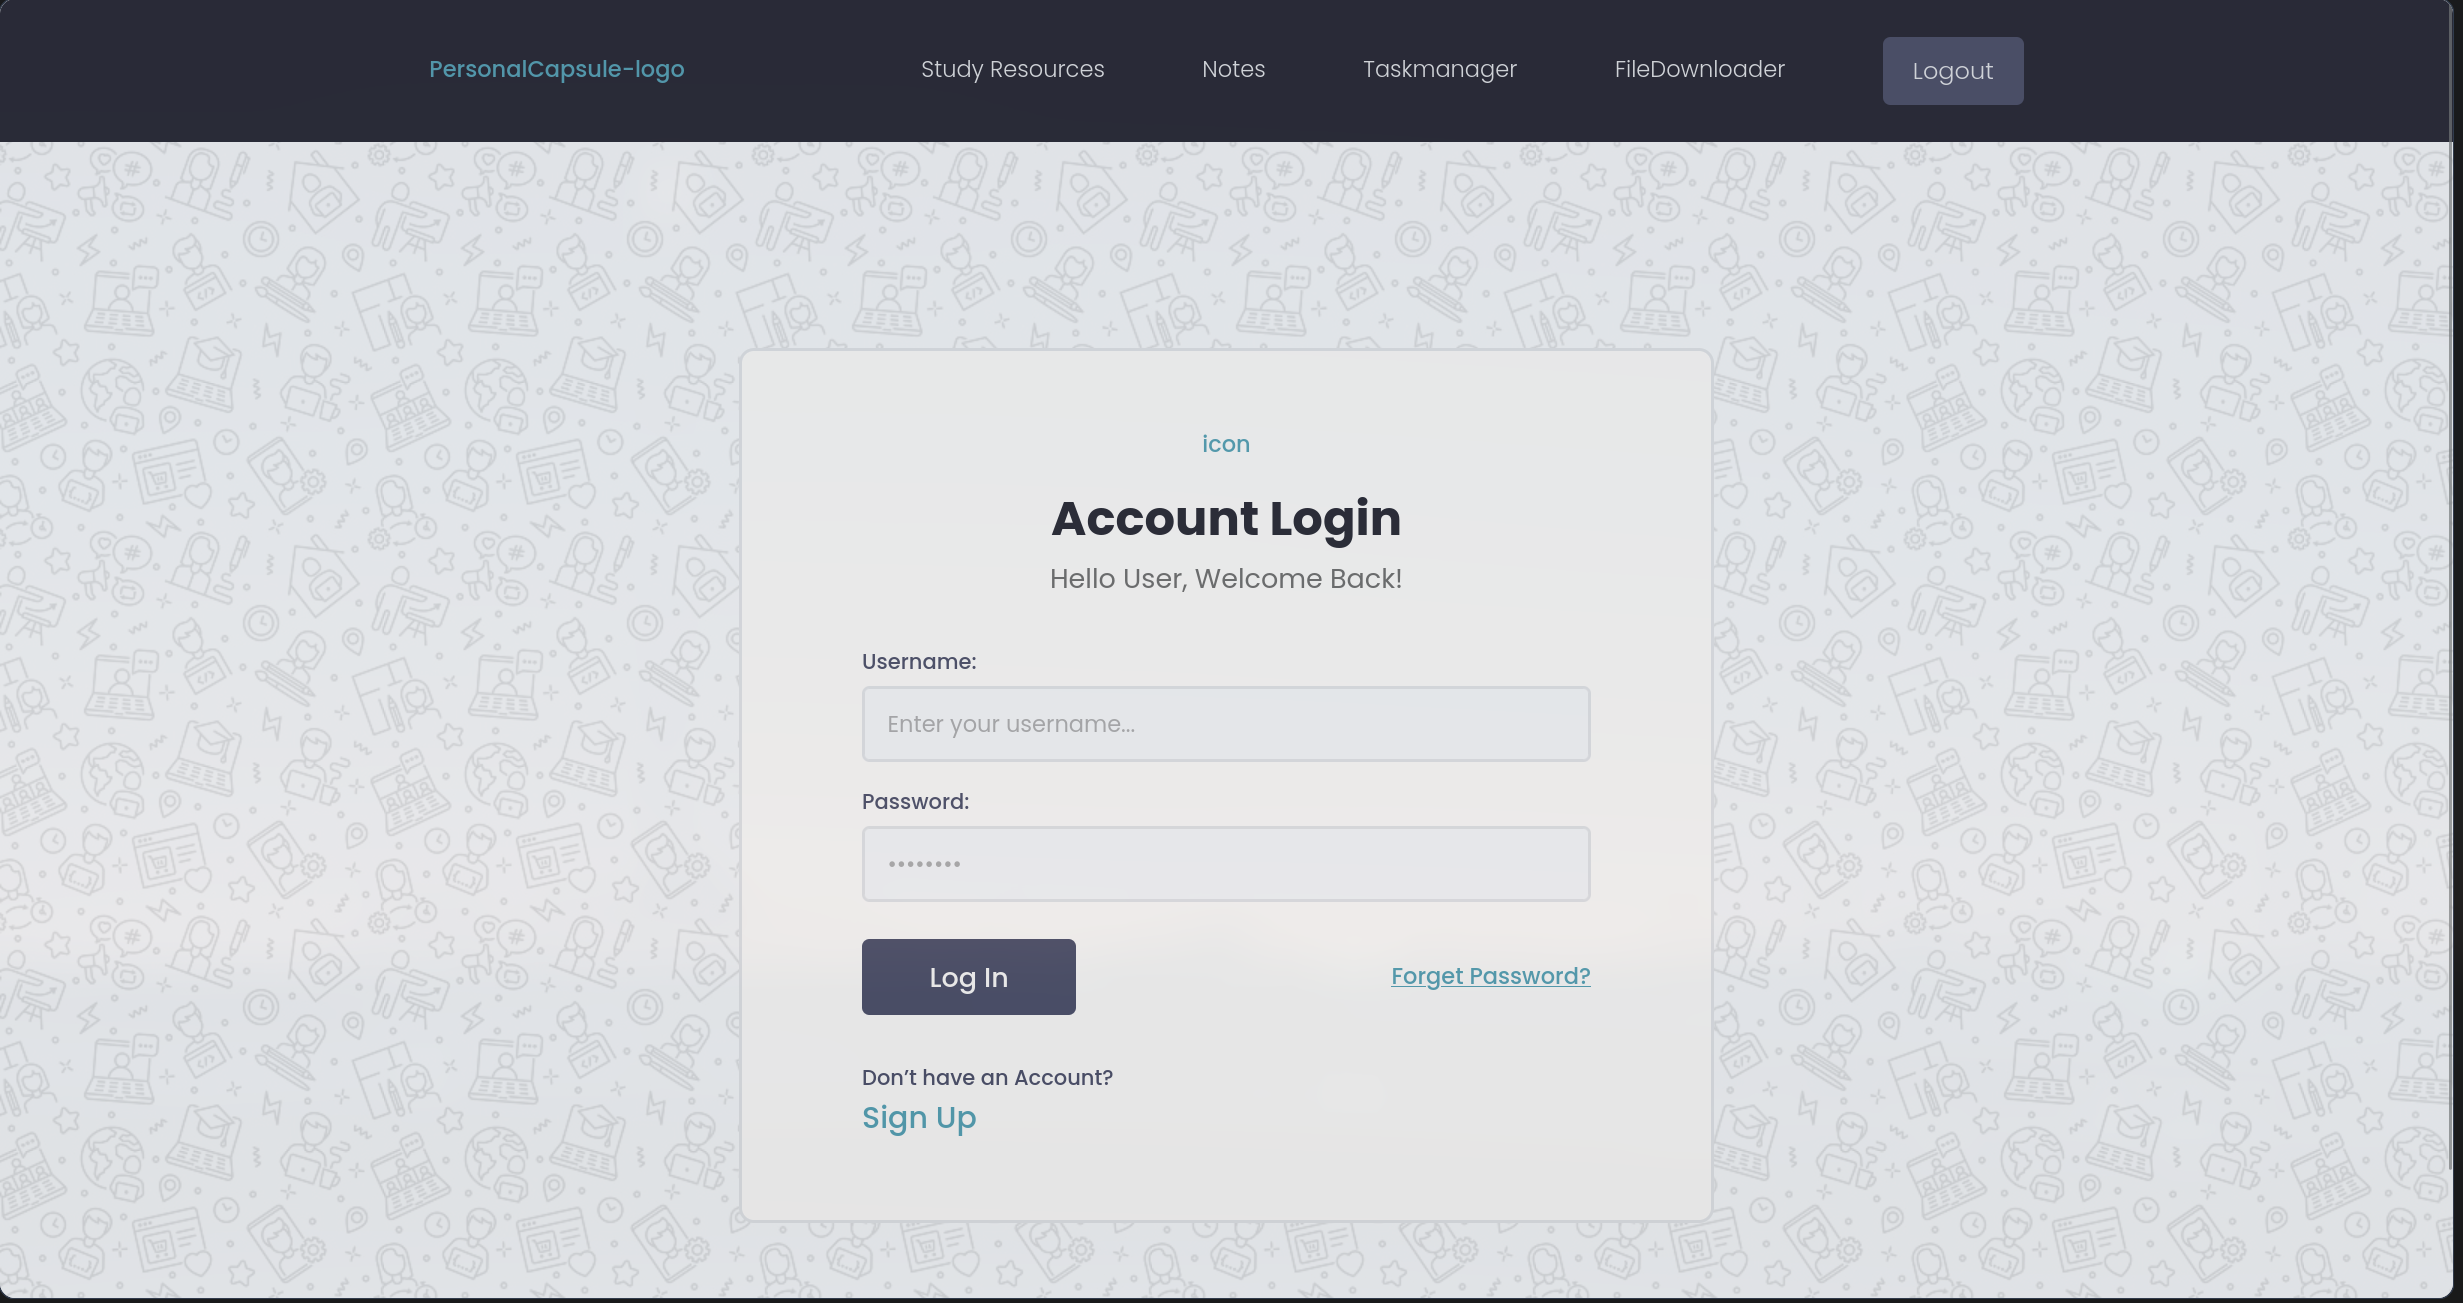 PersonalCapsule-logo
Study Resources
Notes
Taskmanager
FileDownloader
Logout
icon
Account Login
Hello User, Welcome Back!
Username:
Enter your username...
Password:
••••••••
Log In
Forget Password?
Don’t have an Account?
Sign Up